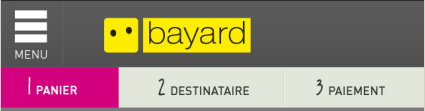 MENU
bayard
1 PANIER 2 DESTINATAIRE 3 PAIEMENT